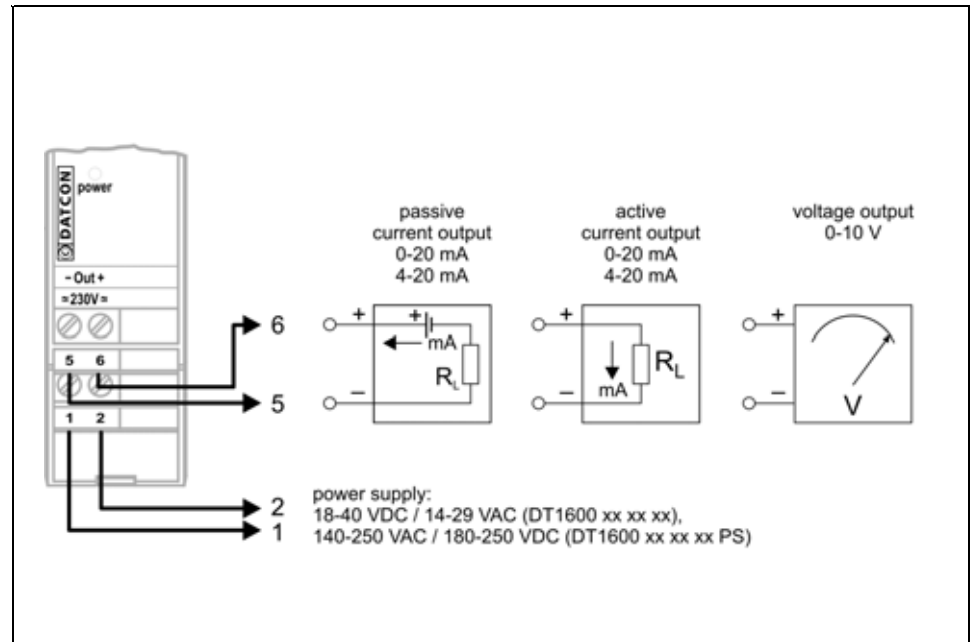 DATCON
power
- Out +
≂ 230V ≂
5 6
1 2
6
5
2
1
passive
current output
0-20 mA
4-20 mA
+
+
mA
R_L
–
active
current output
0-20 mA
4-20 mA
+
R_L
mA
–
voltage output
0-10 V
+
–
V
power supply:
18-40 VDC / 14-29 VAC (DT1600 xx xx xx),
140-250 VAC / 180-250 VDC (DT1600 xx xx xx PS)